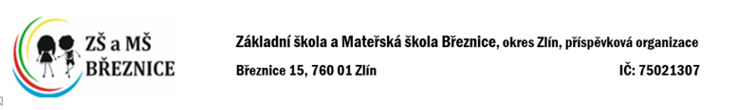 ZŠ a MŠ
BŘEZNICE
Základní škola a Mateřská škola Březnice, okres Zlín, příspěvková organizace
Březnice 15, 760 01 Zlín IČ: 75021307